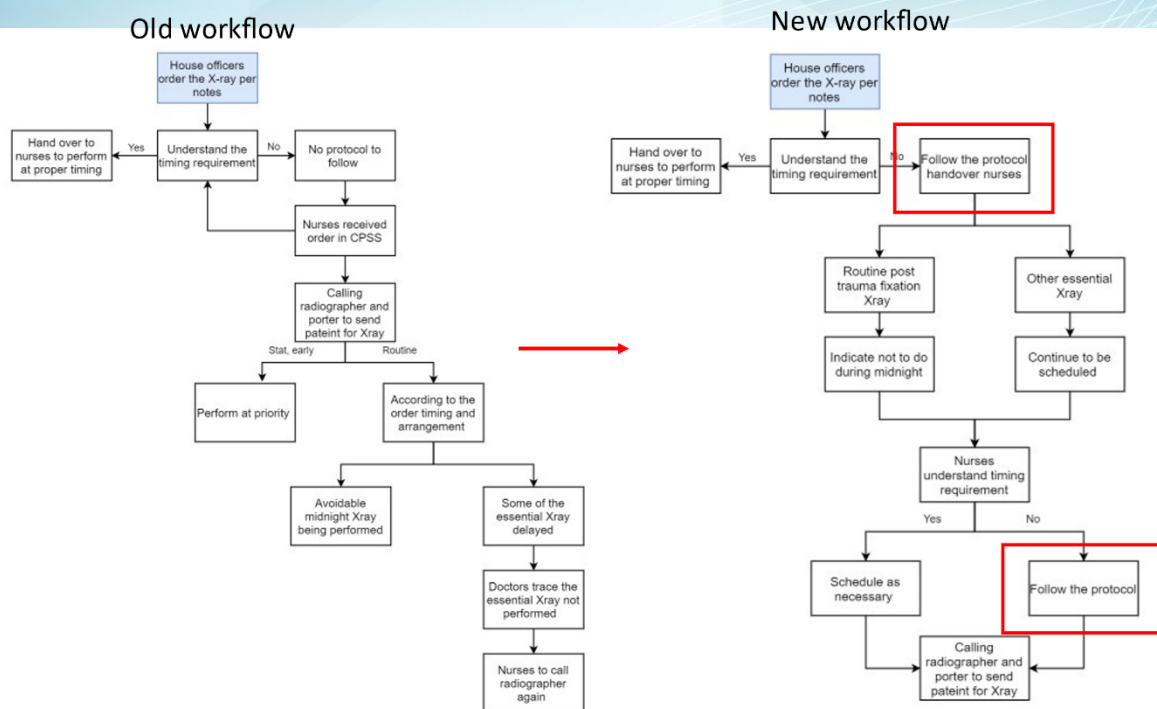 Old workflow
House officers
order the X-ray per
notes
Hand over to
nurses to perform
at proper timing
Yes
Understand the
timing requirement
No
No protocol to
follow
Nurses received
order in CPSS
Calling
radiographer and
porter to send
pateint for Xray
Stat, early
Routine
Perform at priority
According to the
order timing and
arrangement
Avoidable
midnight Xray
being performed
Some of the
essential Xray
delayed
Doctors trace the
essential Xray not
performed
Nurses to call
radiographer
again
New workflow
House officers
order the X-ray per
notes
Hand over to
nurses to perform
at proper timing
Yes
Understand the
timing requirement
No
Follow the protocol
handover nurses
Routine post
trauma fixation
Xray
Other essential
Xray
Indicate not to do
during midnight
Continue to be
scheduled
Nurses
understand timing
requirement
Yes
No
Schedule as
necessary
Follow the protocol
Calling
radiographer and
porter to send
pateint for Xray